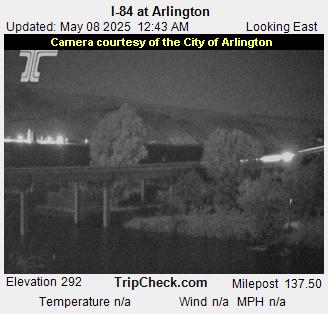 I-84 at Arlington
Updated: May 08 2025 12:43 AM Looking East
Camera courtesy of the City of Arlington
Elevation 292 TripCheck.com Milepost 137.50
Temperature n/a Wind n/a MPH n/a